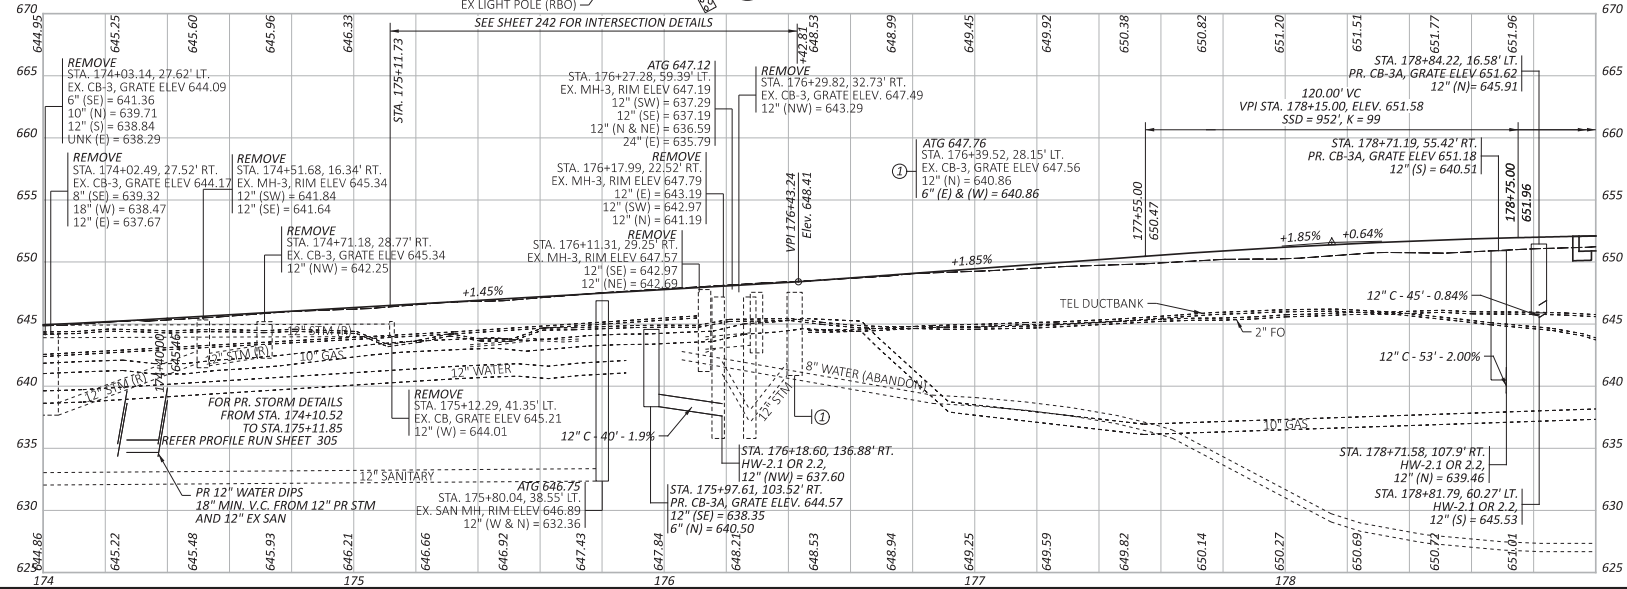 EX LIGHT POLE (RBO)
SEE SHEET 242 FOR INTERSECTION DETAILS
670
670
644.95
645.25
645.60
645.96
646.33
STA. 175+11.73
+42.81
648.53
648.99
649.45
649.92
650.38
650.82
651.20
651.51
651.77
651.96
REMOVE
STA. 174+03.14, 27.62' LT.
EX. CB-3, GRATE ELEV 644.09
6" (SE) = 641.36
10" (N) = 639.71
12" (S) = 638.84
UNK (E) = 638.29
ATG 647.12
STA. 176+27.28, 59.39' LT.
EX. MH-3, RIM ELEV 647.19
12" (SW) = 637.29
12" (SE) = 637.19
12" (N & NE) = 636.59
24" (E) = 635.79
REMOVE
STA. 176+29.82, 32.73' RT.
EX. CB-3, GRATE ELEV. 647.49
12" (NW) = 643.29
STA. 178+84.22, 16.58' LT.
PR. CB-3A, GRATE ELEV 651.62
12" (N)= 645.91
120.00' VC
VPI STA. 178+15.00, ELEV. 651.58
SSD = 952', K = 99
665
665
660
660
REMOVE
STA. 174+02.49, 27.52' RT.
EX. CB-3, GRATE ELEV 644.17
8" (SE) = 639.32
18" (W) = 638.47
12" (E) = 637.67
REMOVE
STA. 174+51.68, 16.34' RT.
EX. MH-3, RIM ELEV 645.34
12" (SW) = 641.84
12" (SE) = 641.64
REMOVE
STA. 176+17.99, 22.52' RT.
EX. MH-3, RIM ELEV 647.79
12" (E) = 643.19
12" (SW) = 642.97
12" (N) = 641.19
VPI 176+43.24
Elev. 648.41
1
ATG 647.76
STA. 176+39.52, 28.15' LT.
EX. CB-3, GRATE ELEV 647.56
12" (N) = 640.86
6" (E) & (W) = 640.86
STA. 178+71.19, 55.42' RT.
PR. CB-3A, GRATE ELEV 651.18
12" (S) = 640.51
177+55.00
650.47
178+75.00
651.96
655
655
REMOVE
STA. 174+71.18, 28.77' RT.
EX. CB-3, GRATE ELEV 645.34
12" (NW) = 642.25
REMOVE
STA. 176+11.31, 29.25' RT.
EX. MH-3, RIM ELEV 647.57
12" (SE) = 642.97
12" (NE) = 642.69
650
650
+1.45%
+1.85%
+1.85%
+0.64%
12" C - 45' - 0.84%
TEL DUCTBANK
2" FO
645
645
12" STM (R)
12" STM (R)
12" STM (R)
174+40.00
645.46
10" GAS
12" WATER
8" WATER (ABANDON)
12" STM
12" C - 53' - 2.00%
640
640
FOR PR. STORM DETAILS
FROM STA. 174+10.52
TO STA.175+11.85
REFER PROFILE RUN SHEET 305
REMOVE
STA. 175+12.29, 41.35' LT.
EX. CB, GRATE ELEV 645.21
12" (W) = 644.01
12" C - 40' - 1.9%
1
10" GAS
635
635
12" SANITARY
STA. 176+18.60, 136.88' RT.
HW-2.1 OR 2.2,
12" (NW) = 637.60
STA. 178+71.58, 107.9' RT.
HW-2.1 OR 2.2,
12" (N) = 639.46
PR 12" WATER DIPS
18" MIN. V.C. FROM 12" PR STM
AND 12" EX SAN
ATG 646.75
STA. 175+80.04, 38.55' LT.
EX. SAN MH, RIM ELEV 646.89
12" (W & N) = 632.36
STA. 175+97.61, 103.52' RT.
PR. CB-3A, GRATE ELEV. 644.57
12" (SE) = 638.35
6" (N) = 640.50
STA. 178+81.79, 60.27' LT.
HW-2.1 OR 2.2,
12" (S) = 645.53
630
630
625
625
644.86
645.22
645.48
645.93
646.21
646.66
646.92
647.43
647.84
648.21
648.53
648.94
649.25
649.59
649.82
650.14
650.27
650.69
650.72
651.01
174
175
176
177
178